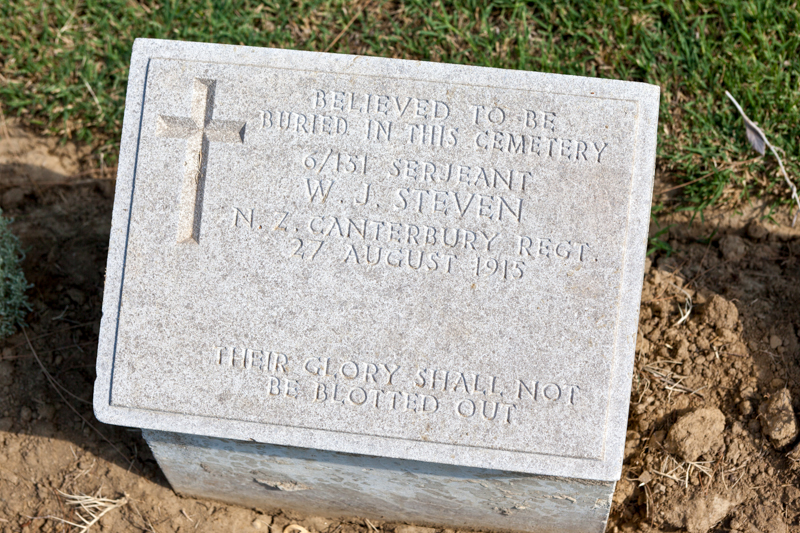 BELIEVED TO BE
BURIED IN THIS CEMETERY
6/151 SERJEANT
W. J. STEVEN
N. Z. CANTERBURY REGT.
27 AUGUST 1915
THEIR GLORY SHALL NOT
BE BLOTTED OUT